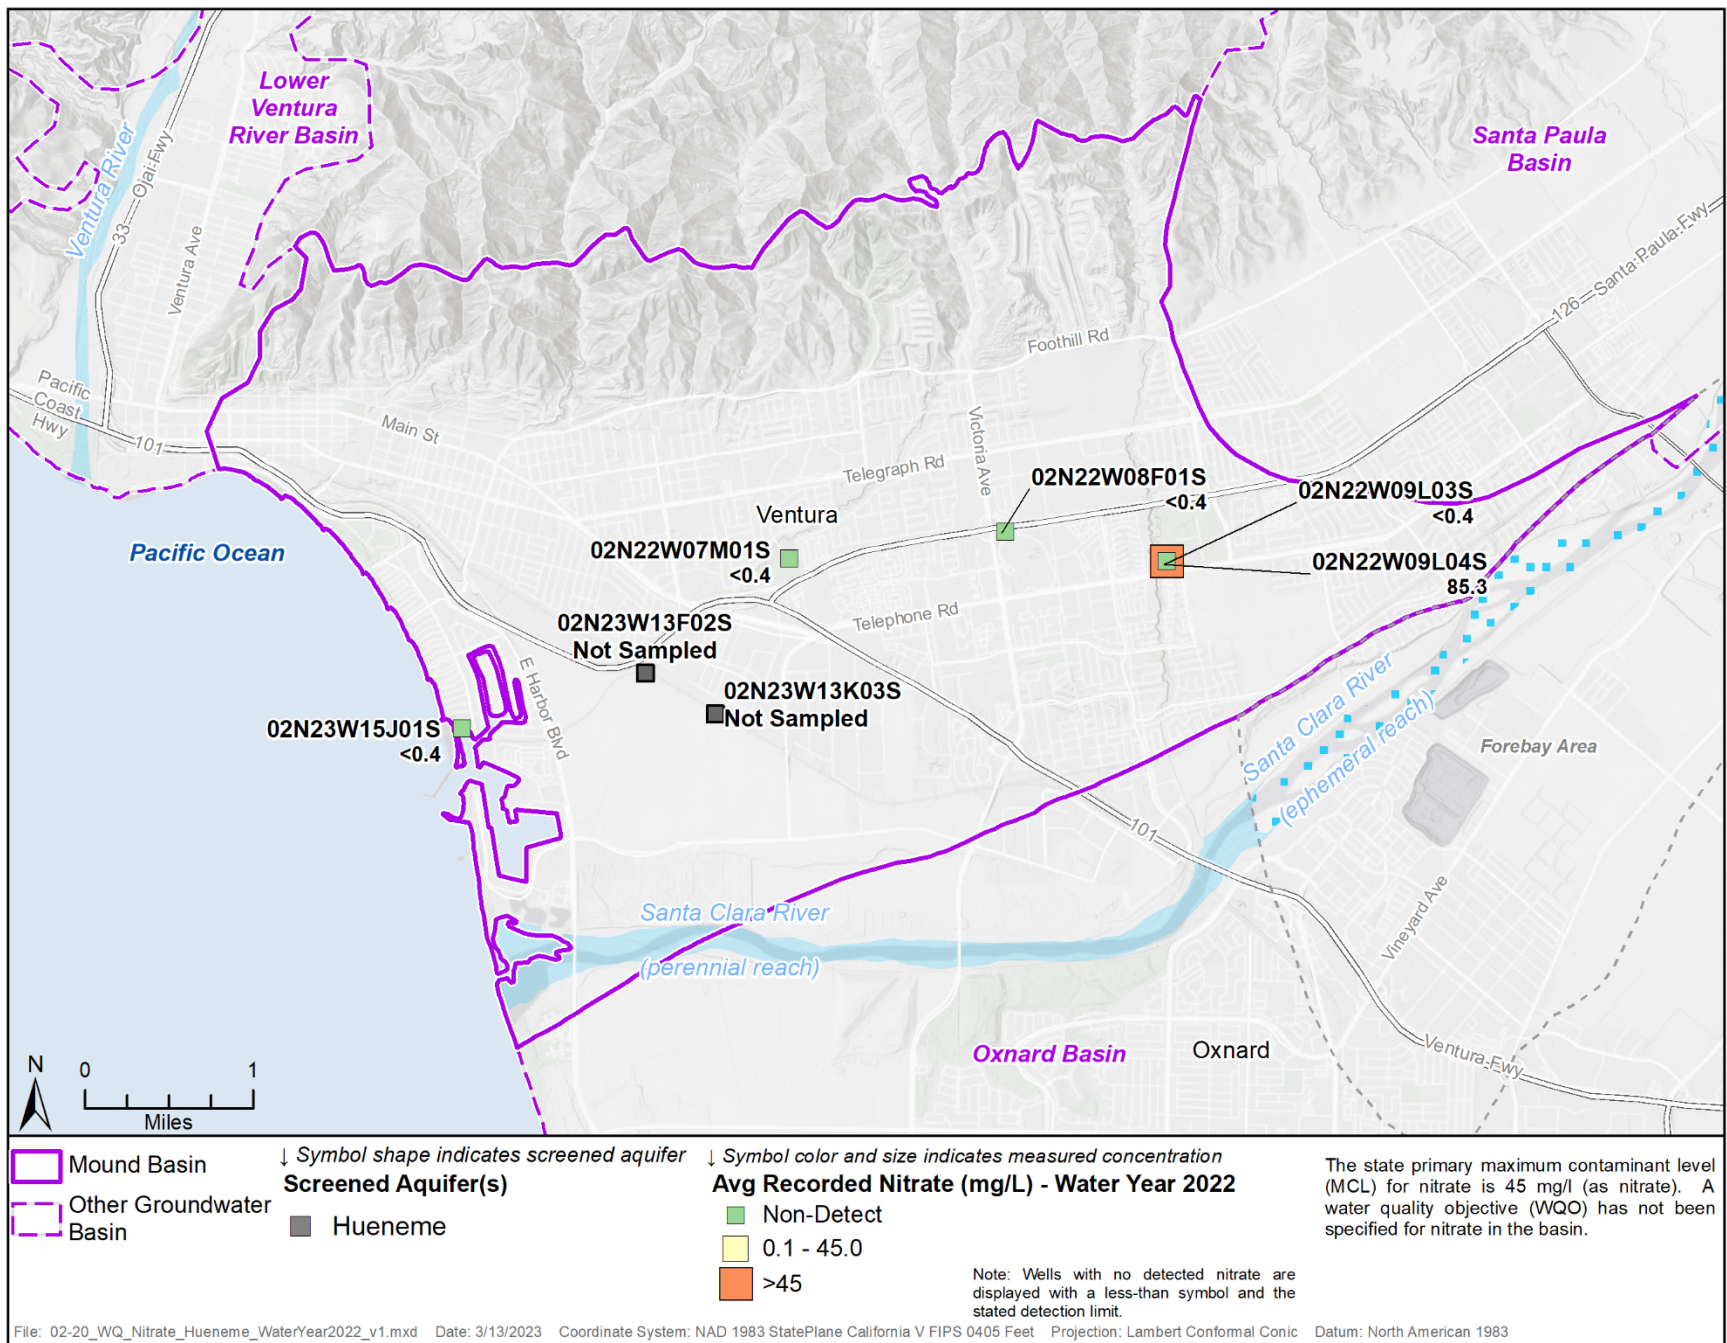 Lower
Ventura
River Basin
Santa Paula
Basin
Ventura River
33
Ojai Fwy
Ventura Ave
126
Santa Paula Fwy
Foothill Rd
Pacific
Coast
Hwy
101
Main St
Victoria Ave
Telegraph Rd
02N22W08F01S
<0.4
02N22W09L03S
<0.4
Ventura
Pacific Ocean
02N22W07M01S
<0.4
02N22W09L04S
85.3
Telephone Rd
02N23W13F02S
Not Sampled
E Harbor Blvd
02N23W13K03S
Not Sampled
02N23W15J01S
<0.4
Santa Clara River
(ephemeral reach)
Forebay Area
101
Vineyard Ave
Santa Clara River
(perennial reach)
Oxnard Basin
Oxnard
Ventura Fwy
N
0 1
Miles
Mound Basin
Other Groundwater
Basin
↓ Symbol shape indicates screened aquifer
Screened Aquifer(s)
Hueneme
↓ Symbol color and size indicates measured concentration
Avg Recorded Nitrate (mg/L) - Water Year 2022
Non-Detect
0.1 - 45.0
>45
Note: Wells with no detected nitrate are
displayed with a less-than symbol and the
stated detection limit.
The state primary maximum contaminant level
(MCL) for nitrate is 45 mg/l (as nitrate). A
water quality objective (WQO) has not been
specified for nitrate in the basin.
File: 02-20_WQ_Nitrate_Hueneme_WaterYear2022_v1.mxd Date: 3/13/2023 Coordinate System: NAD 1983 StatePlane California V FIPS 0405 Feet Projection: Lambert Conformal Conic Datum: North American 1983